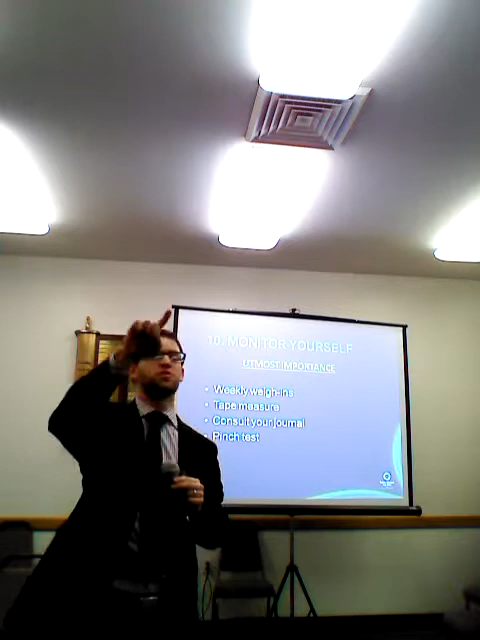 10. MONITOR YOURSELF
UTMOST IMPORTANCE
• Weekly weigh-ins
• Tape measure
• Consult your journal
• Pinch test